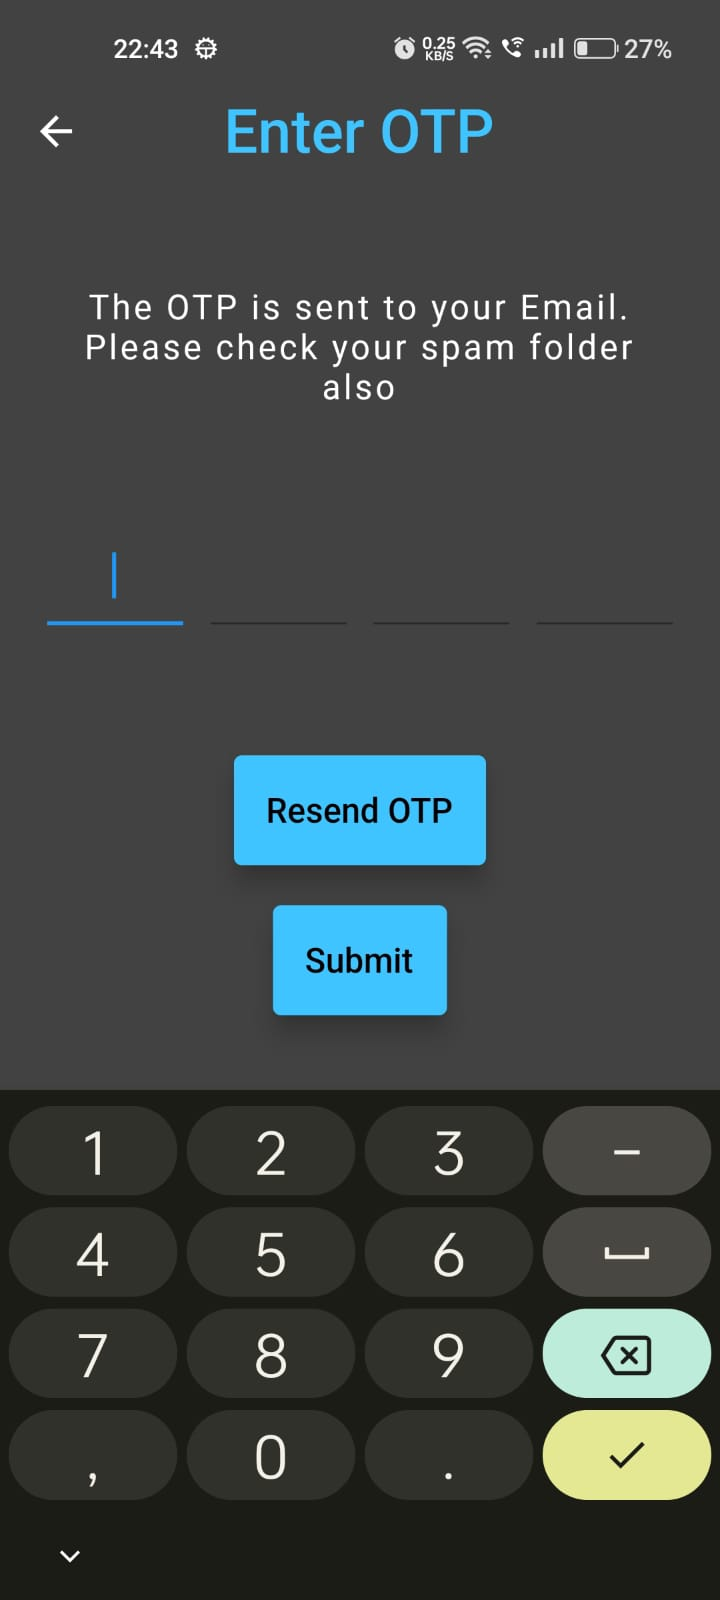 22:43 0.25 KB/S 27%
Enter OTP
The OTP is sent to your Email.
Please check your spam folder
also
Resend OTP
Submit
1 2 3 -
4 5 6
7 8 9
, 0 .